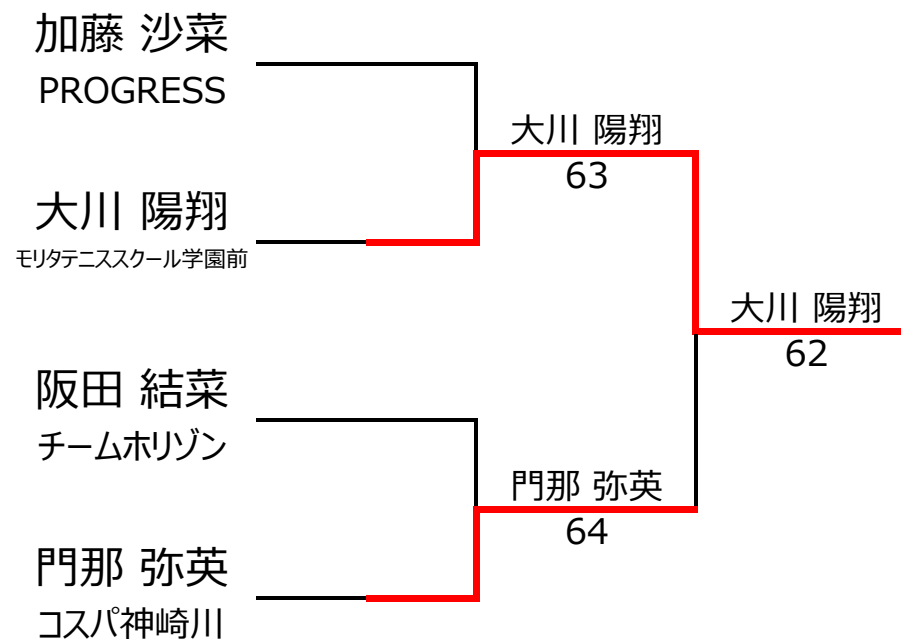 加藤 沙菜
PROGRESS
大川 陽翔
63
大川 陽翔
モリタテニススクール学園前
大川 陽翔
62
阪田 結菜
チームホリゾン
門那 弥英
64
門那 弥英
コスパ神崎川